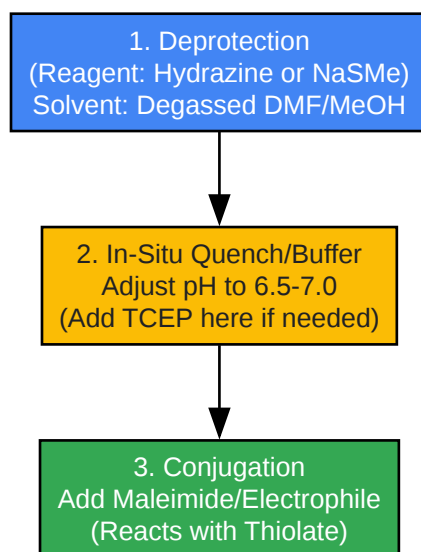 1. Deprotection
(Reagent: Hydrazine or NaSMe)
Solvent: Degassed DMF/MeOH
2. In-Situ Quench/Buffer
Adjust pH to 6.5-7.0
(Add TCEP here if needed)
3. Conjugation
Add Maleimide/Electrophile
(Reacts with Thiolate)